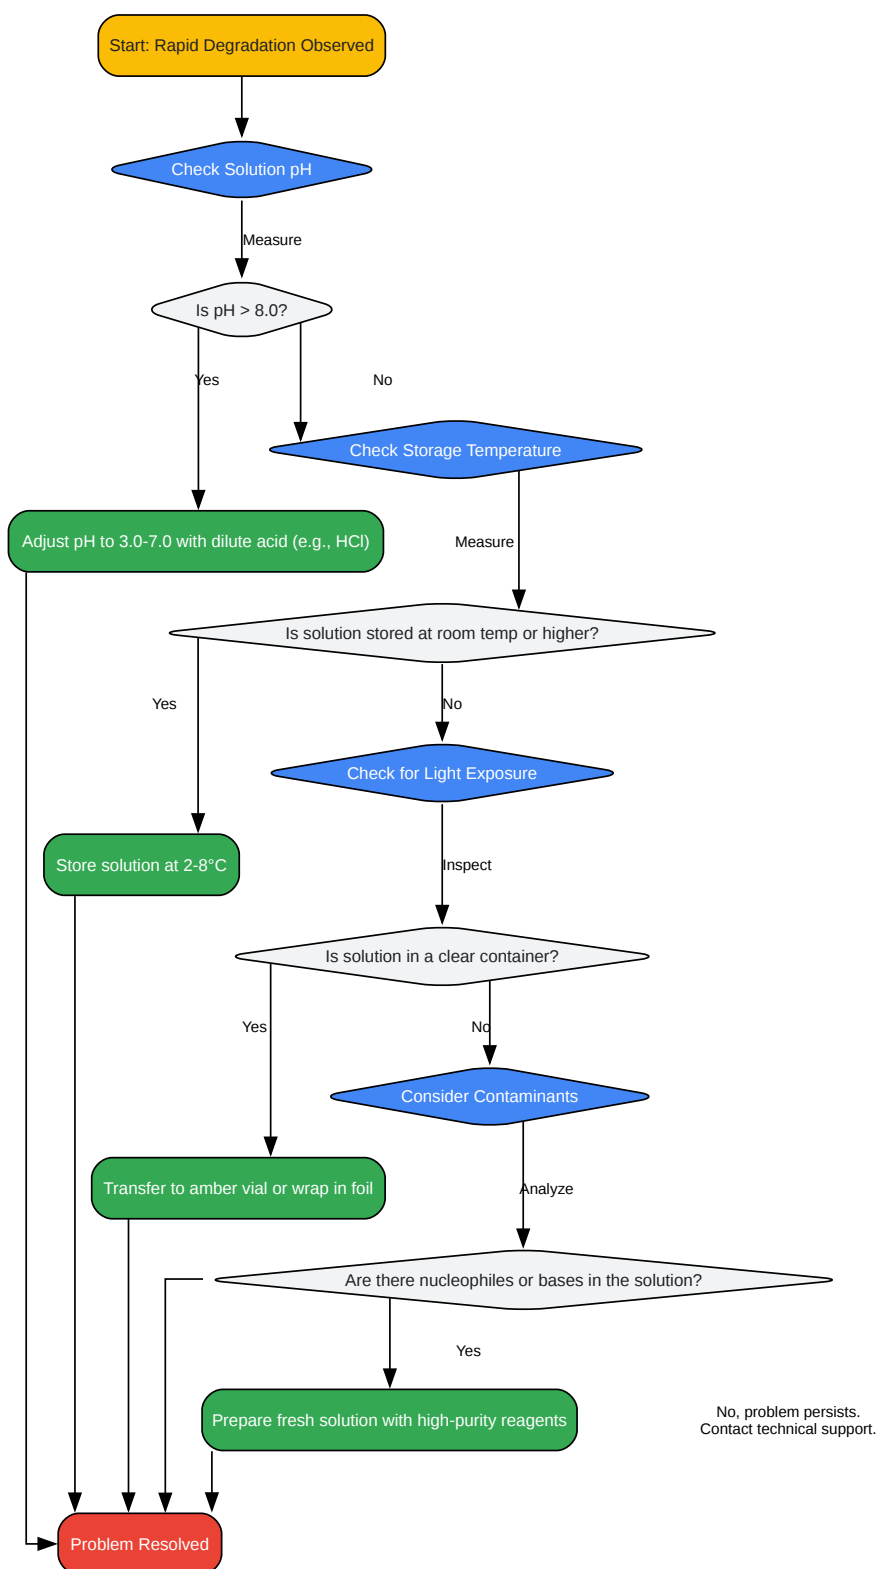 Start: Rapid Degradation Observed
Check Solution pH
Measure
Is pH > 8.0?
Yes
No
Check Storage Temperature
Adjust pH to 3.0-7.0 with dilute acid (e.g., HCl)
Measure
Is solution stored at room temp or higher?
Yes
No
Check for Light Exposure
Store solution at 2-8°C
Inspect
Is solution in a clear container?
Yes
No
Consider Contaminants
Transfer to amber vial or wrap in foil
Analyze
Are there nucleophiles or bases in the solution?
Yes
Prepare fresh solution with high-purity reagents
No, problem persists.
Contact technical support.
Problem Resolved